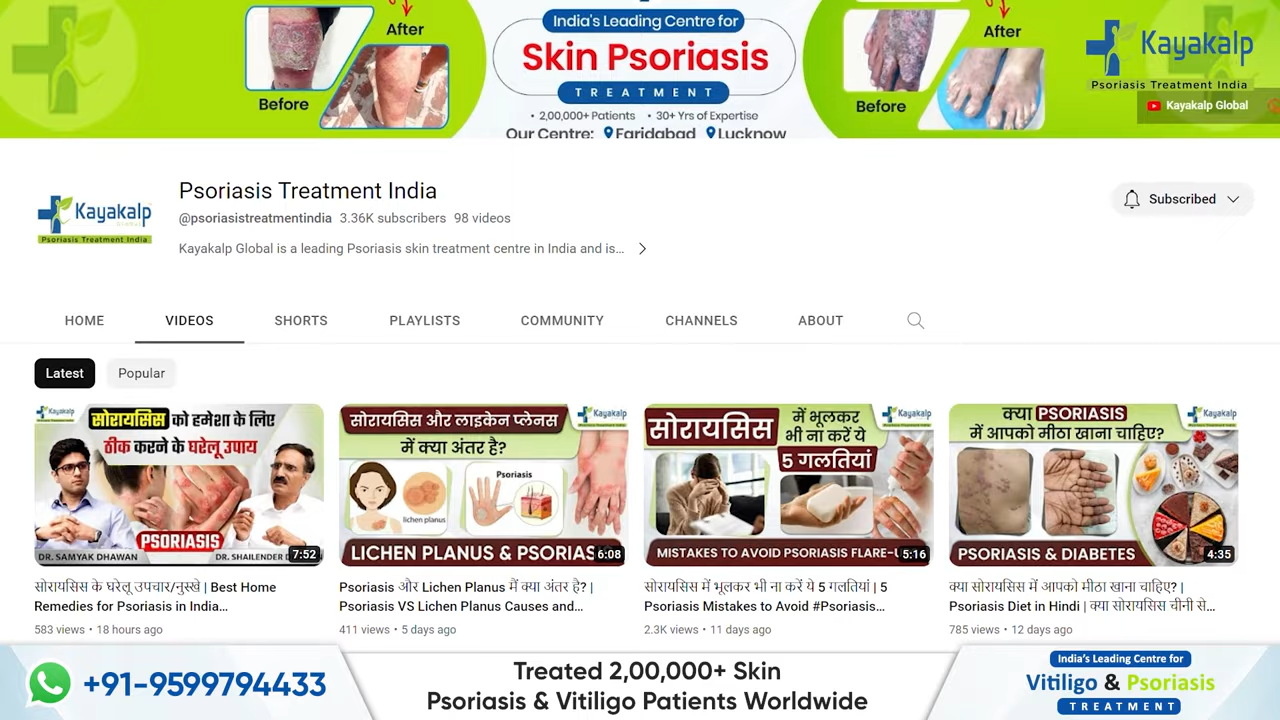 After
India's Leading Centre for
Skin Psoriasis
TREATMENT
• 2,00,000+ Patients • 30+ Yrs of Expertise
Our Centre: Faridabad Lucknow
Before
After
Before
Kayakalp
Psoriasis Treatment India
Kayakalp Global
Kayakalp
GLOBAL
Psoriasis Treatment India
Psoriasis Treatment India
@psoriasistreatmentindia 3.36K subscribers 98 videos
Kayakalp Global is a leading Psoriasis skin treatment centre in India and is...
Subscribed
HOME VIDEOS SHORTS PLAYLISTS COMMUNITY CHANNELS ABOUT
Latest Popular
Kayakalp
सोरायसिस को हमेशा के लिए
ठीक करने के घरेलू उपाय
PSORIASIS
DR. SAMYAK DHAWAN
DR. SHAILENDER D
7:52
सोरायसिस के घरेलू उपचार/नुस्खे | Best Home
Remedies for Psoriasis in India...
583 views • 18 hours ago
Kayakalp
सोरायसिस और लाइकेन प्लेनस
में क्या अंतर है?
Psoriasis
lichen planus
LICHEN PLANUS & PSORIAS
6:08
Psoriasis और Lichen Planus में क्या अंतर है? |
Psoriasis VS Lichen Planus Causes and...
411 views • 5 days ago
Kayakalp
सोरायसिस में भूलकर
भी ना करें ये
5 गलतियां
MISTAKES TO AVOID PSORIASIS FLARE-U
5:16
सोरायसिस में भूलकर भी ना करें ये 5 गलतियां | 5
Psoriasis Mistakes to Avoid #Psoriasis...
2.3K views • 11 days ago
Kayakalp
क्या PSORIASIS
में आपको मीठा खाना चाहिए?
PSORIASIS & DIABETES
4:35
क्या सोरायसिस में आपको मीठा खाना चाहिए? |
Psoriasis Diet in Hindi | क्या सोरायसिस चीनी से...
785 views • 12 days ago
+91-9599794433
Treated 2,00,000+ Skin
Psoriasis & Vitiligo Patients Worldwide
India's Leading Centre for
Vitiligo & Psoriasis
TREATMENT